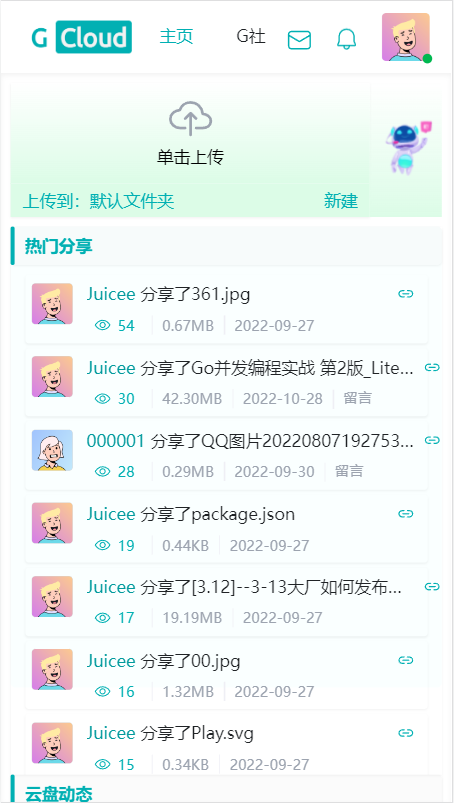 G Cloud 主页 G社
单击上传
上传到：默认文件夹 新建
热门分享
Juicee 分享了361.jpg
54 0.67MB 2022-09-27
Juicee 分享了Go并发编程实战 第2版_Lite...
30 42.30MB 2022-10-28 留言
000001 分享了QQ图片20220807192753...
28 0.29MB 2022-09-30 留言
Juicee 分享了package.json
19 0.44KB 2022-09-27
Juicee 分享了[3.12]--3-13大厂如何发布...
17 19.19MB 2022-09-27
Juicee 分享了00.jpg
16 1.32MB 2022-09-27
Juicee 分享了Play.svg
15 0.34KB 2022-09-27
云盘动态